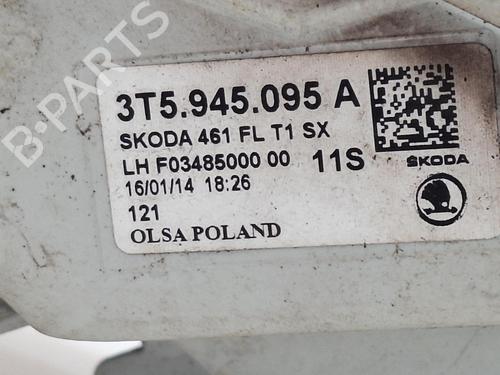 B-PARTS
3T5.945.095 A
SKODA 461 FL T1 SX
LH F03485000 00 11S
ŠKODA
16/01/14 18:26
121
OLSA POLAND